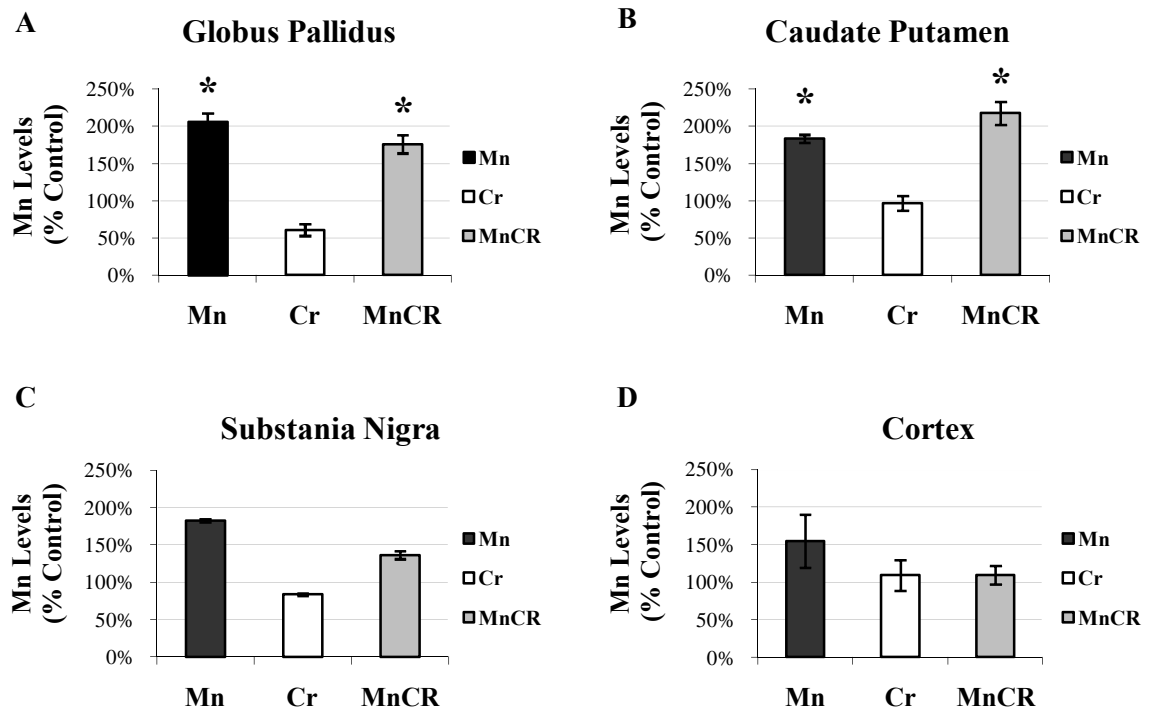 A
Globus Pallidus
Mn Levels
(% Control)
250%
200%
150%
100%
50%
0%
*
*
Mn
Cr
MnCR
Mn
Cr
MnCR
B
Caudate Putamen
Mn Levels
(% Control)
250%
200%
150%
100%
50%
0%
*
*
Mn
Cr
MnCR
Mn
Cr
MnCR
C
Substania Nigra
Mn Levels
(% Control)
250%
200%
150%
100%
50%
0%
Mn
Cr
MnCR
Mn
Cr
MnCR
D
Cortex
Mn Levels
(% Control)
250%
200%
150%
100%
50%
0%
Mn
Cr
MnCR
Mn
Cr
MnCR